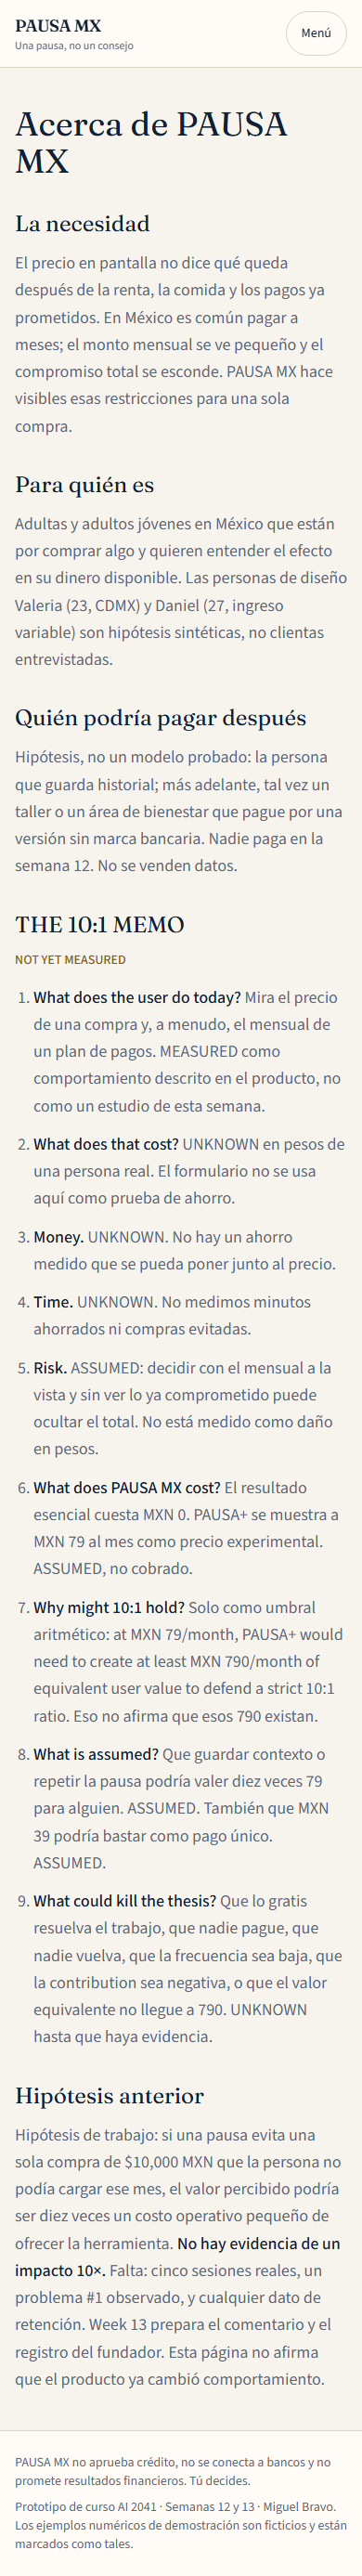 PAUSA MX
Una pausa, no un consejo
Menú
Acerca de PAUSA
MX
La necesidad
El precio en pantalla no dice qué queda
después de la renta, la comida y los pagos ya
prometidos. En México es común pagar a
meses; el monto mensual se ve pequeño y el
compromiso total se esconde. PAUSA MX hace
visibles esas restricciones para una sola
compra.
Para quién es
Adultas y adultos jóvenes en México que están
por comprar algo y quieren entender el efecto
en su dinero disponible. Las personas de diseño
Valeria (23, CDMX) y Daniel (27, ingreso
variable) son hipótesis sintéticas, no clientas
entrevistadas.
Quién podría pagar después
Hipótesis, no un modelo probado: la persona
que guarda historial; más adelante, tal vez un
taller o un área de bienestar que pague por una
versión sin marca bancaria. Nadie paga en la
semana 12. No se venden datos.
THE 10:1 MEMO
NOT YET MEASURED
1. What does the user do today? Mira el precio
de una compra y, a menudo, el mensual de
un plan de pagos. MEASURED como
comportamiento descrito en el producto, no
como un estudio de esta semana.
2. What does that cost? UNKNOWN en pesos de
una persona real. El formulario no se usa
aquí como prueba de ahorro.
3. Money. UNKNOWN. No hay un ahorro
medido que se pueda poner junto al precio.
4. Time. UNKNOWN. No medimos minutos
ahorrados ni compras evitadas.
5. Risk. ASSUMED: decidir con el mensual a la
vista y sin ver lo ya comprometido puede
ocultar el total. No está medido como daño
en pesos.
6. What does PAUSA MX cost? El resultado
esencial cuesta MXN 0. PAUSA+ se muestra a
MXN 79 al mes como precio experimental.
ASSUMED, no cobrado.
7. Why might 10:1 hold? Solo como umbral
aritmético: at MXN 79/month, PAUSA+ would
need to create at least MXN 790/month of
equivalent user value to defend a strict 10:1
ratio. Eso no afirma que esos 790 existan.
8. What is assumed? Que guardar contexto o
repetir la pausa podría valer diez veces 79
para alguien. ASSUMED. También que MXN
39 podría bastar como pago único.
ASSUMED.
9. What could kill the thesis? Que lo gratis
resuelva el trabajo, que nadie pague, que
nadie vuelva, que la frecuencia sea baja, que
la contribution sea negativa, o que el valor
equivalente no llegue a 790. UNKNOWN
hasta que haya evidencia.
Hipótesis anterior
Hipótesis de trabajo: si una pausa evita una
sola compra de $10,000 MXN que la persona no
podía cargar ese mes, el valor percibido podría
ser diez veces un costo operativo pequeño de
ofrecer la herramienta. No hay evidencia de un
impacto 10×. Falta: cinco sesiones reales, un
problema #1 observado, y cualquier dato de
retención. Week 13 prepara el comentario y el
registro del fundador. Esta página no afirma
que el producto ya cambió comportamiento.
PAUSA MX no aprueba crédito, no se conecta a bancos y no
promete resultados financieros. Tú decides.
Prototipo de curso AI 2041 · Semanas 12 y 13 · Miguel Bravo.
Los ejemplos numéricos de demostración son ficticios y están
marcados como tales.